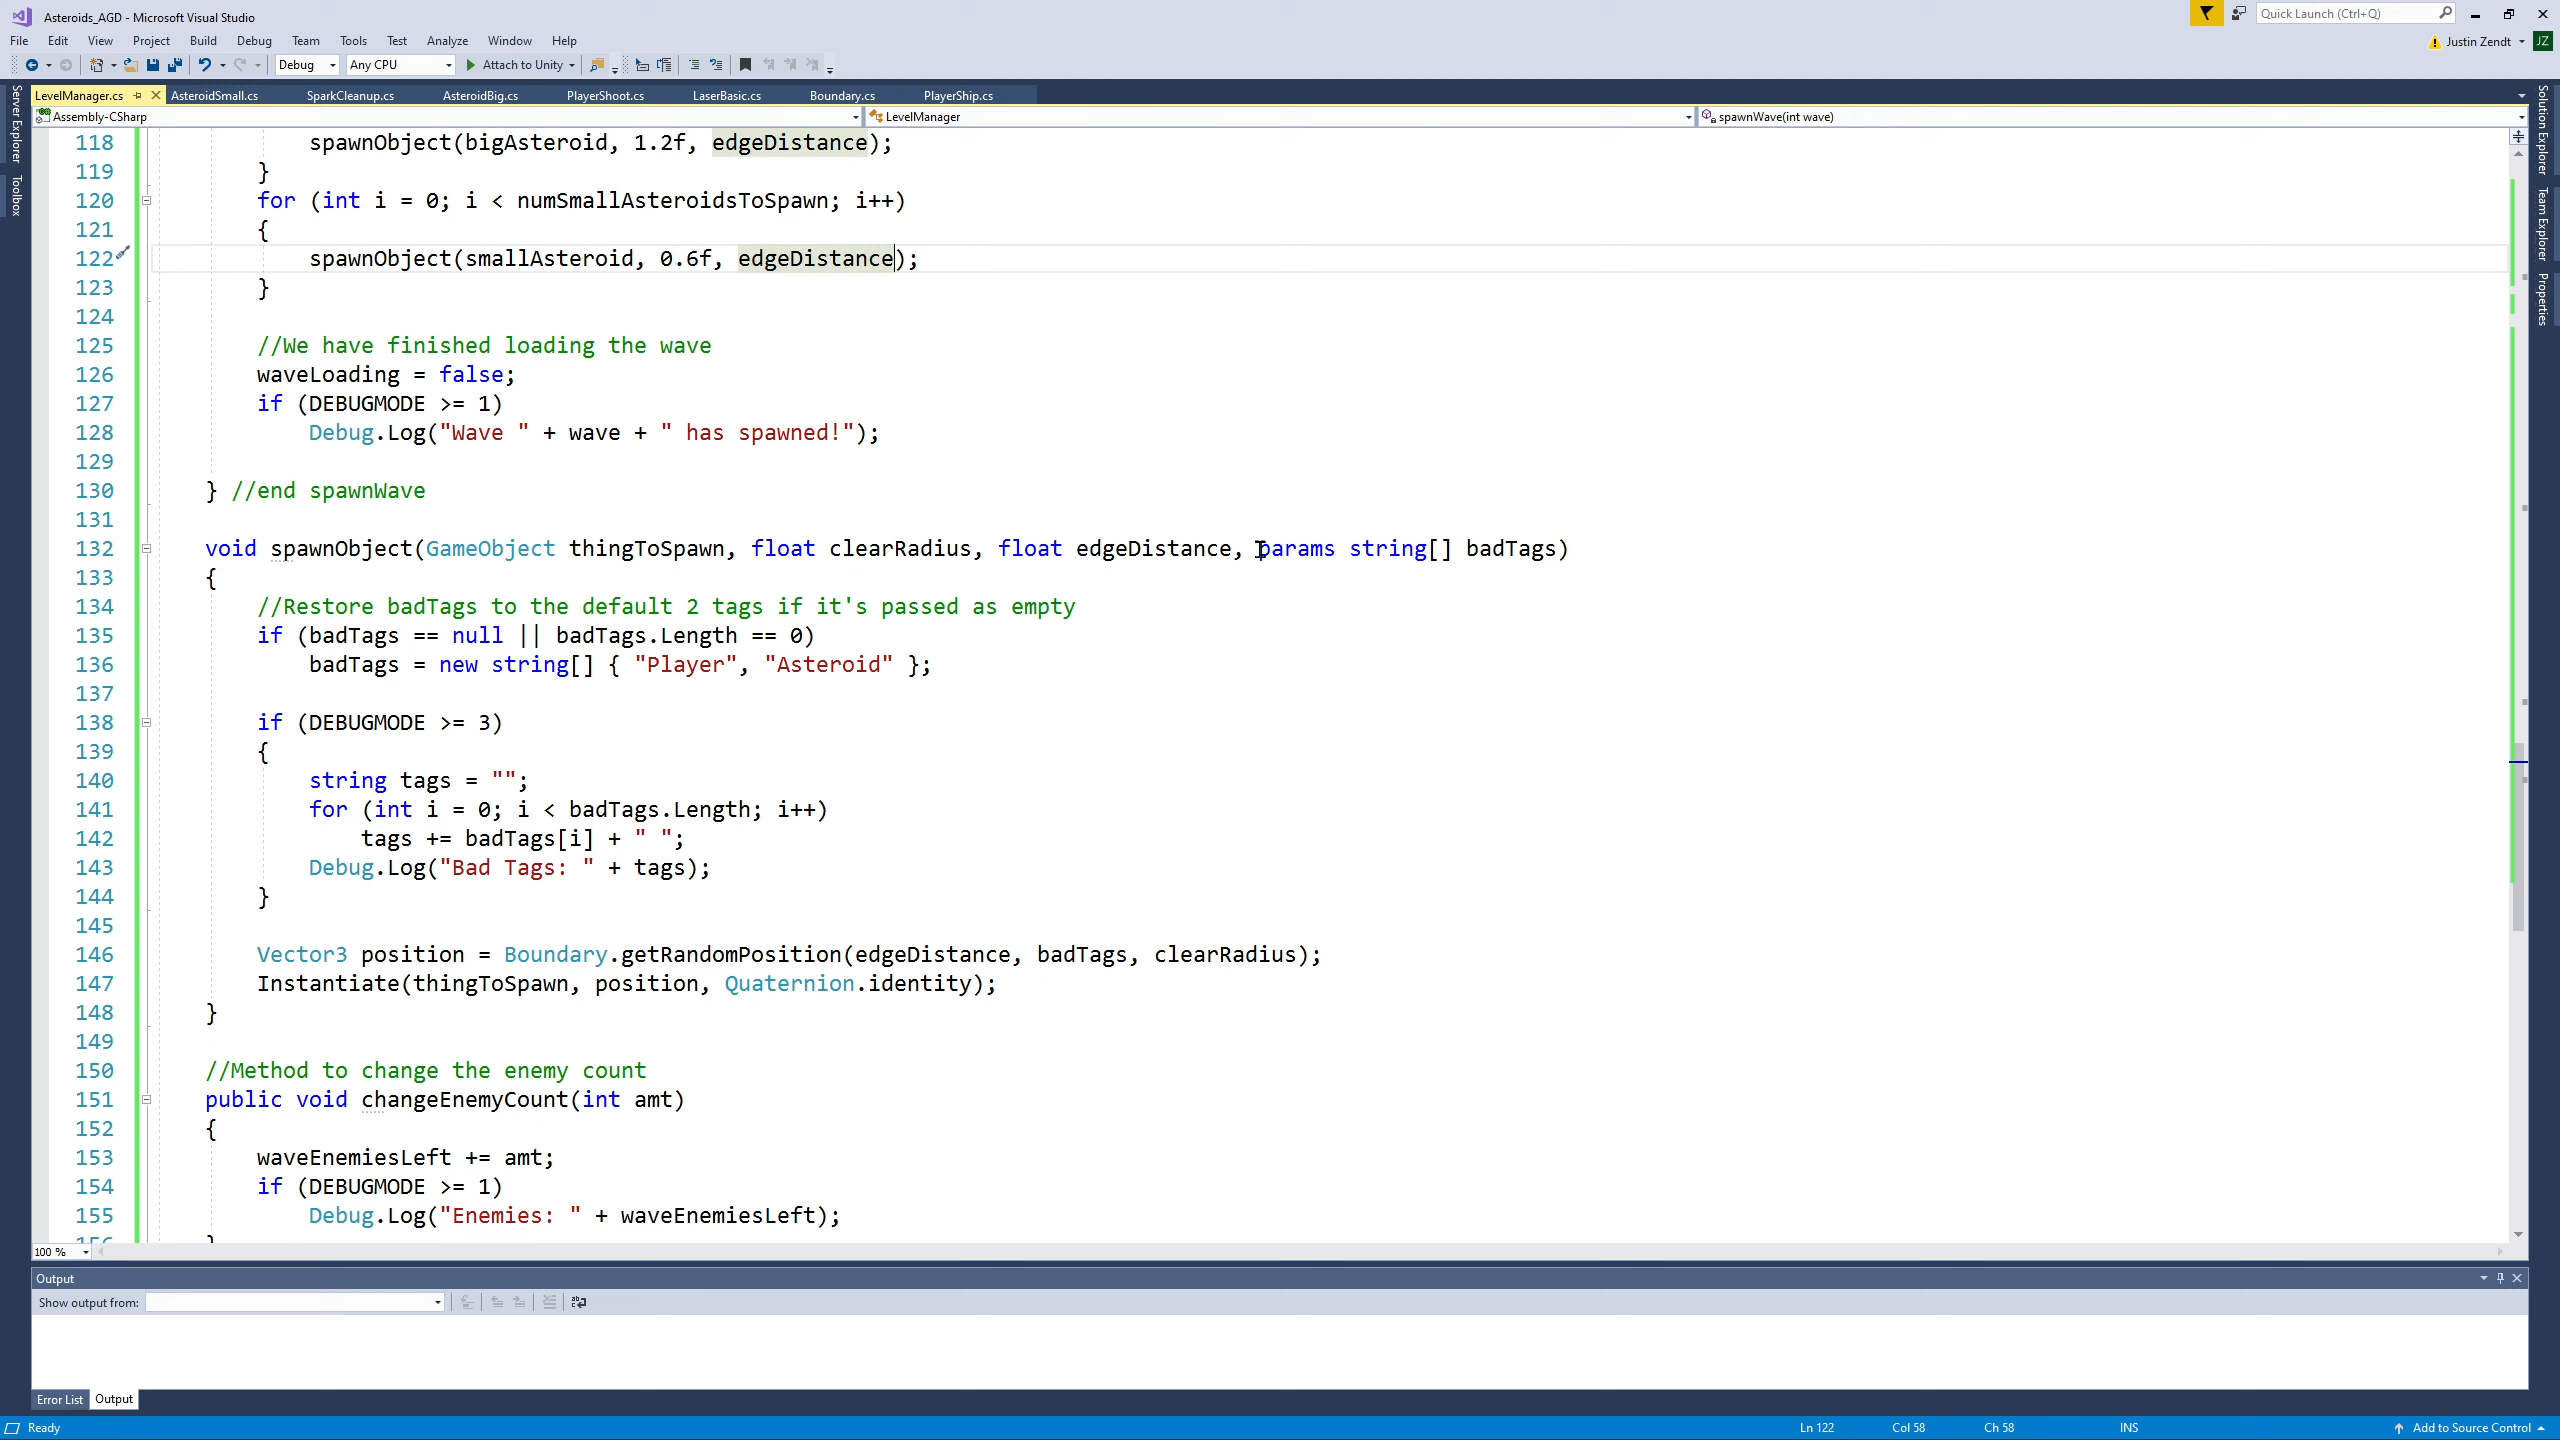 Asteroids_AGD - Microsoft Visual Studio
Quick Launch (Ctrl+Q)
File Edit View Project Build Debug Team Tools Test Analyze Window Help
Justin Zendt JZ
Debug Any CPU Attach to Unity
LevelManager.cs AsteroidSmall.cs SparkCleanup.cs AsteroidBig.cs PlayerShoot.cs LaserBasic.cs Boundary.cs PlayerShip.cs
Assembly-CSharp LevelManager spawnWave(int wave)
Server Explorer
Toolbox
Solution Explorer
Team Explorer
Properties
118 spawnObject(bigAsteroid, 1.2f, edgeDistance);
119 }
120 for (int i = 0; i < numSmallAsteroidsToSpawn; i++)
121 {
122 spawnObject(smallAsteroid, 0.6f, edgeDistance);
123 }
124
125 //We have finished loading the wave
126 waveLoading = false;
127 if (DEBUGMODE >= 1)
128 Debug.Log("Wave " + wave + " has spawned!");
129
130 } //end spawnWave
131
132 void spawnObject(GameObject thingToSpawn, float clearRadius, float edgeDistance, params string[] badTags)
133 {
134 //Restore badTags to the default 2 tags if it's passed as empty
135 if (badTags == null || badTags.Length == 0)
136 badTags = new string[] { "Player", "Asteroid" };
137
138 if (DEBUGMODE >= 3)
139 {
140 string tags = "";
141 for (int i = 0; i < badTags.Length; i++)
142 tags += badTags[i] + " ";
143 Debug.Log("Bad Tags: " + tags);
144 }
145
146 Vector3 position = Boundary.getRandomPosition(edgeDistance, badTags, clearRadius);
147 Instantiate(thingToSpawn, position, Quaternion.identity);
148 }
149
150 //Method to change the enemy count
151 public void changeEnemyCount(int amt)
152 {
153 waveEnemiesLeft += amt;
154 if (DEBUGMODE >= 1)
155 Debug.Log("Enemies: " + waveEnemiesLeft);
156 }
100 %
Output
Show output from:
Error List Output
Ready Ln 122 Col 58 Ch 58 INS Add to Source Control